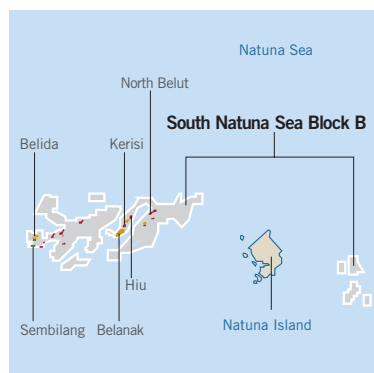 Natuna Sea
North Belut
South Natuna Sea Block B
Belida
Kerisi
Hiu
Sembilang
Belanak
Natuna Island